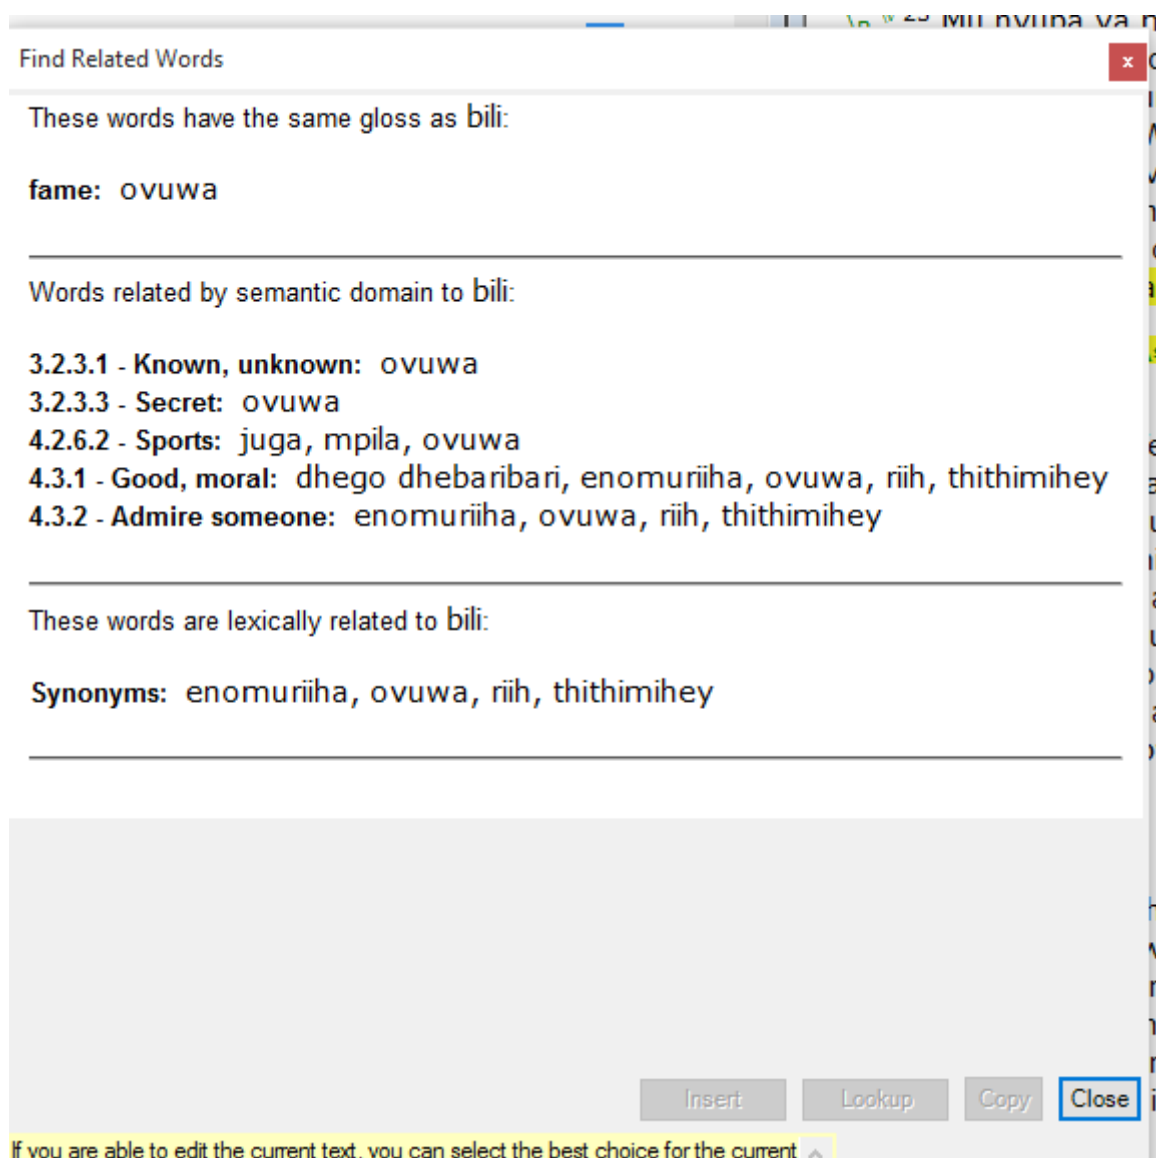 Find Related Words
x
These words have the same gloss as bili:
fame: ovuwa
Words related by semantic domain to bili:
3.2.3.1 - Known, unknown: ovuwa
3.2.3.3 - Secret: ovuwa
4.2.6.2 - Sports: juga, mpila, ovuwa
4.3.1 - Good, moral: dhego dhebaribari, enomuriiha, ovuwa, riih, thithimihey
4.3.2 - Admire someone: enomuriiha, ovuwa, riih, thithimihey
These words are lexically related to bili:
Synonyms: enomuriiha, ovuwa, riih, thithimihey
Insert Lookup Copy Close
If you are able to edit the current text, you can select the best choice for the current